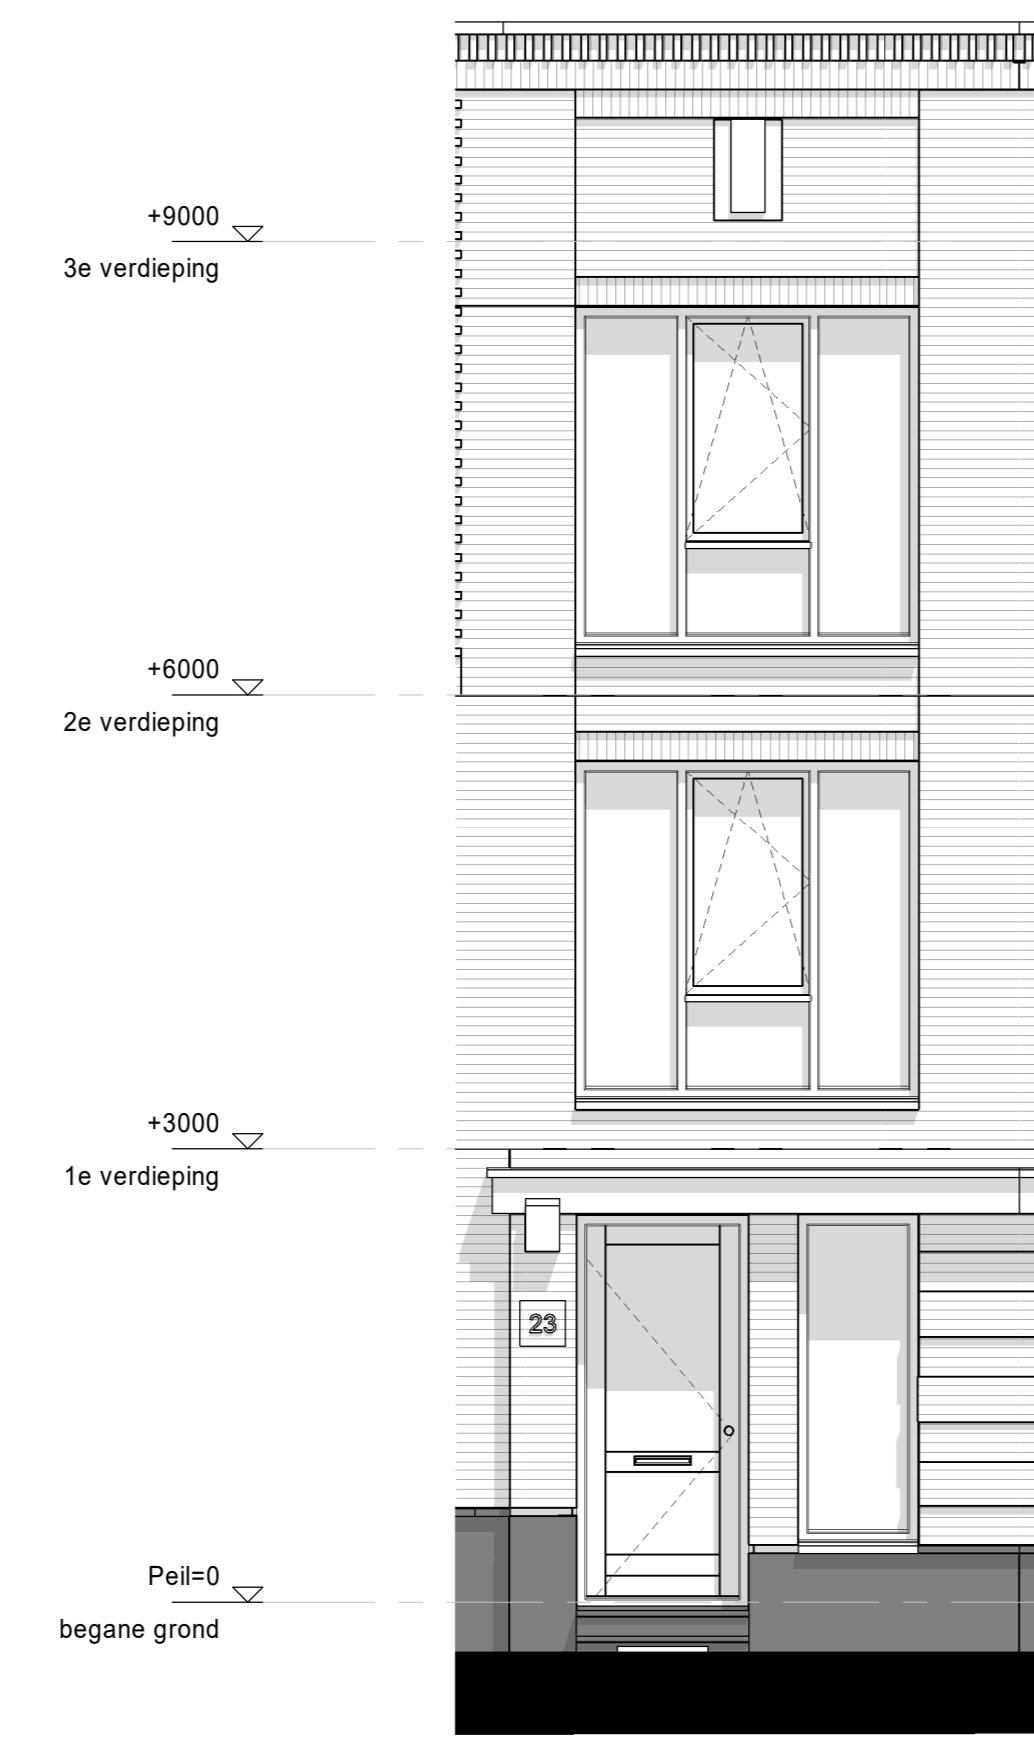 +9000
3e verdieping
+6000
2e verdieping
+3000
1e verdieping
23
Peil=0
begane grond